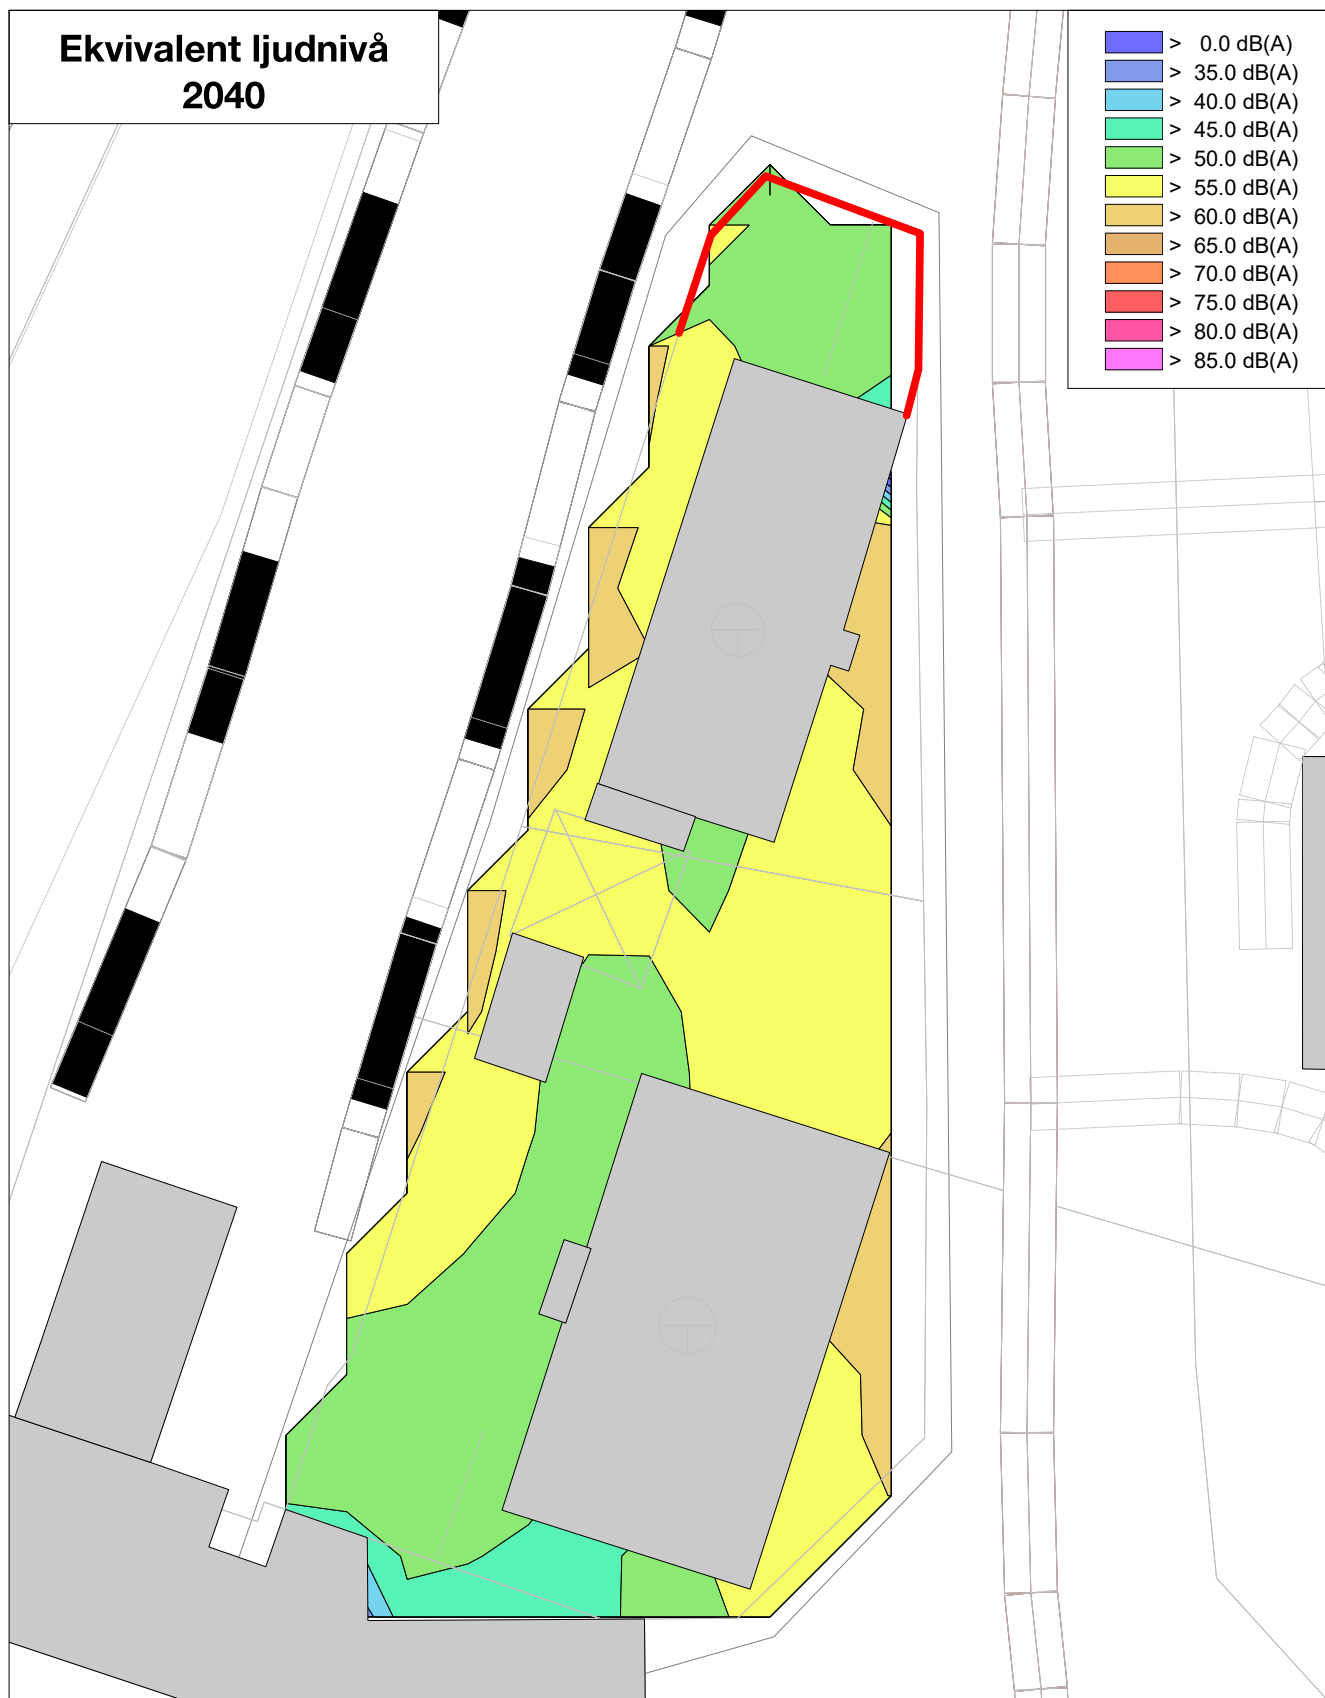 Ekvivalent ljudnivå
2040
> 0.0 dB(A)
> 35.0 dB(A)
> 40.0 dB(A)
> 45.0 dB(A)
> 50.0 dB(A)
> 55.0 dB(A)
> 60.0 dB(A)
> 65.0 dB(A)
> 70.0 dB(A)
> 75.0 dB(A)
> 80.0 dB(A)
> 85.0 dB(A)